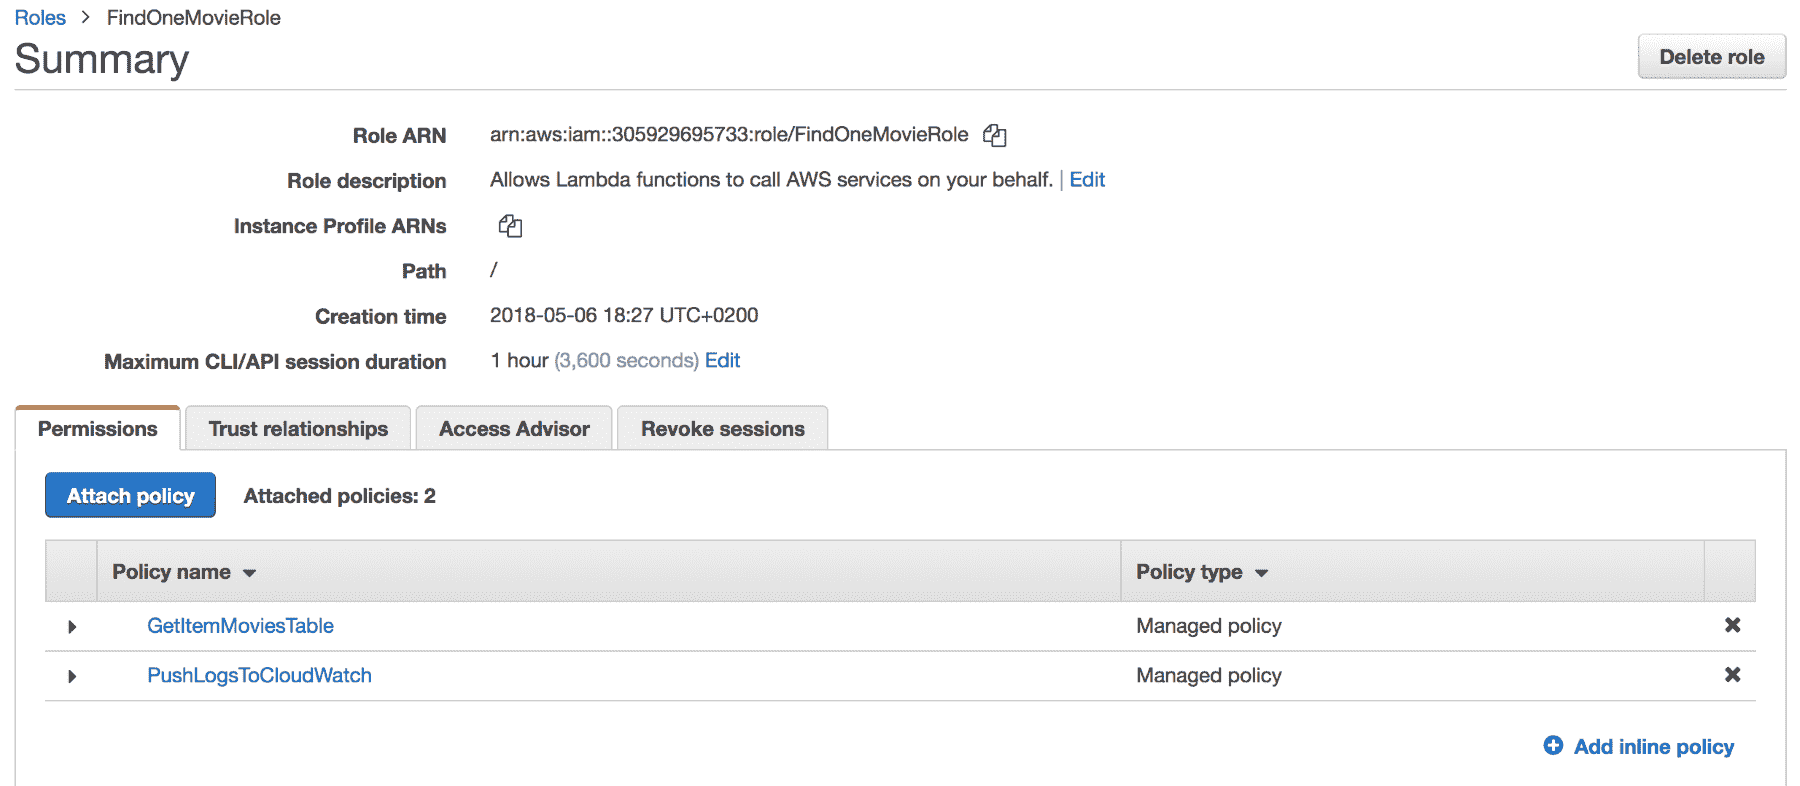 Roles > FindOneMovieRole
Summary
Delete role
Role ARN arn:aws:iam::305929695733:role/FindOneMovieRole
Role description Allows Lambda functions to call AWS services on your behalf. | Edit
Instance Profile ARNs
Path /
Creation time 2018-05-06 18:27 UTC+0200
Maximum CLI/API session duration 1 hour (3,600 seconds) Edit
Permissions Trust relationships Access Advisor Revoke sessions
Attach policy Attached policies: 2
Policy name Policy type
GetItemMoviesTable Managed policy
PushLogsToCloudWatch Managed policy
Add inline policy